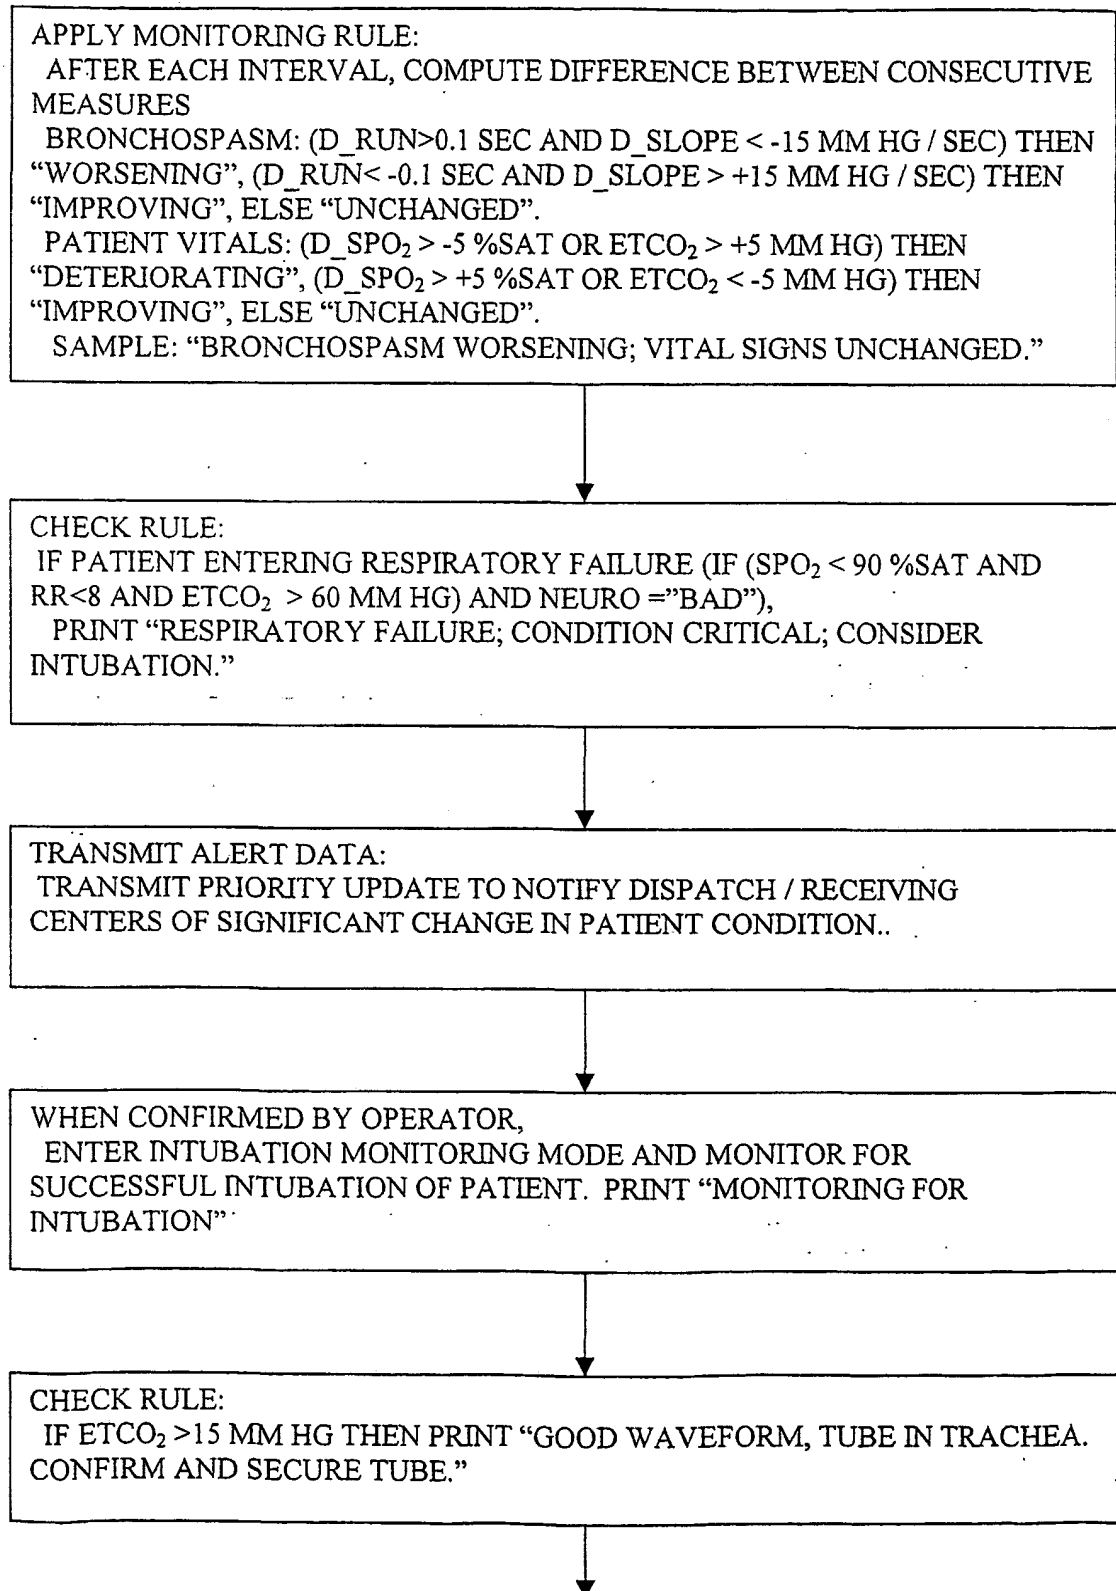 APPLY MONITORING RULE:
AFTER EACH INTERVAL, COMPUTE DIFFERENCE BETWEEN CONSECUTIVE
MEASURES
BRONCHOSPASM: (D_RUN>0.1 SEC AND D_SLOPE < -15 MM HG / SEC) THEN
“WORSENING”, (D_RUN< -0.1 SEC AND D_SLOPE > +15 MM HG / SEC) THEN
“IMPROVING”, ELSE “UNCHANGED”.
PATIENT VITALS: (D_SPO₂ > -5 %SAT OR ETCO₂ > +5 MM HG) THEN
“DETERIORATING”, (D_SPO₂ > +5 %SAT OR ETCO₂ < -5 MM HG) THEN
“IMPROVING”, ELSE “UNCHANGED”.
SAMPLE: “BRONCHOSPASM WORSENING; VITAL SIGNS UNCHANGED.”
CHECK RULE:
IF PATIENT ENTERING RESPIRATORY FAILURE (IF (SPO₂ < 90 %SAT AND
RR<8 AND ETCO₂ > 60 MM HG) AND NEURO =”BAD”),
PRINT “RESPIRATORY FAILURE; CONDITION CRITICAL; CONSIDER
INTUBATION.”
TRANSMIT ALERT DATA:
TRANSMIT PRIORITY UPDATE TO NOTIFY DISPATCH / RECEIVING
CENTERS OF SIGNIFICANT CHANGE IN PATIENT CONDITION..
WHEN CONFIRMED BY OPERATOR,
ENTER INTUBATION MONITORING MODE AND MONITOR FOR
SUCCESSFUL INTUBATION OF PATIENT. PRINT “MONITORING FOR
INTUBATION”
CHECK RULE:
IF ETCO₂ >15 MM HG THEN PRINT “GOOD WAVEFORM, TUBE IN TRACHEA.
CONFIRM AND SECURE TUBE.”